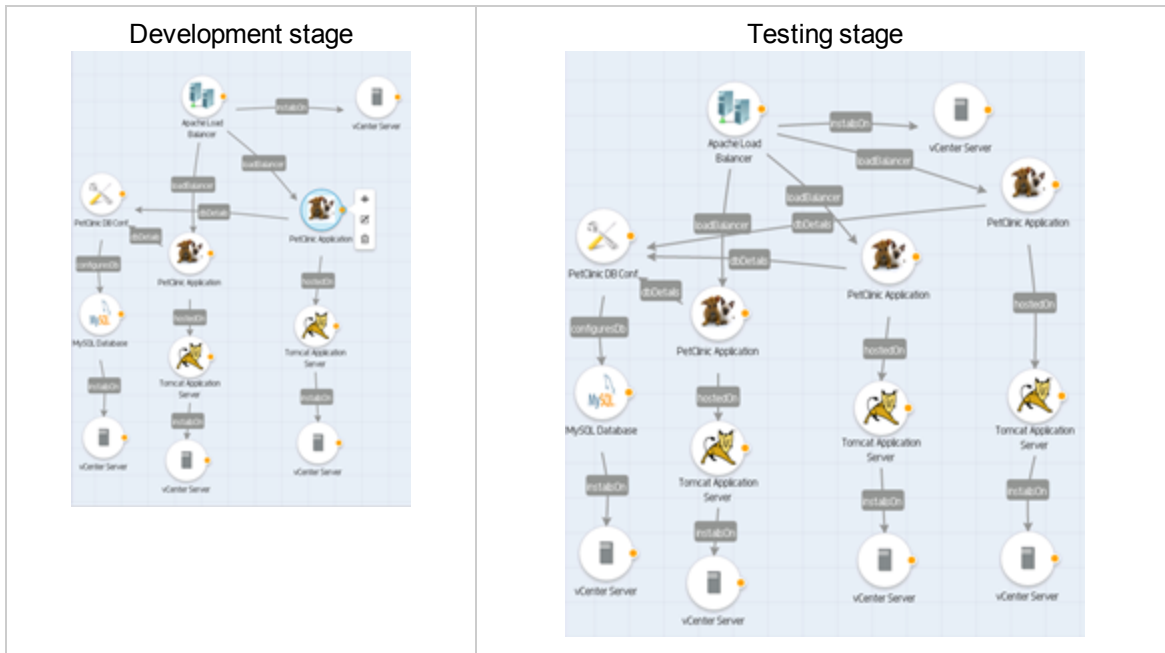 Development stage
Apache Load
Balancer
installsOn
vCenter Server
loadBalancer
loadBalancer
PetClinic DB Conf...
dbDetails
PetClinic Application
dbDetails
PetClinic Application
configuresDb
hostedOn
MySQL
MySQL Database
hostedOn
Tomcat Application
Server
Tomcat Application
Server
installsOn
installsOn
installsOn
vCenter Server
vCenter Server
vCenter Server
Testing stage
Apache Load
Balancer
installsOn
vCenter Server
loadBalancer
loadBalancer
loadBalancer
PetClinic Application
dbDetails
PetClinic DB Conf...
dbDetails
dbDetails
PetClinic Application
PetClinic Application
configuresDb
hostedOn
hostedOn
hostedOn
MySQL
MySQL Database
Tomcat Application
Server
Tomcat Application
Server
Tomcat Application
Server
installsOn
installsOn
installsOn
installsOn
vCenter Server
vCenter Server
vCenter Server
vCenter Server